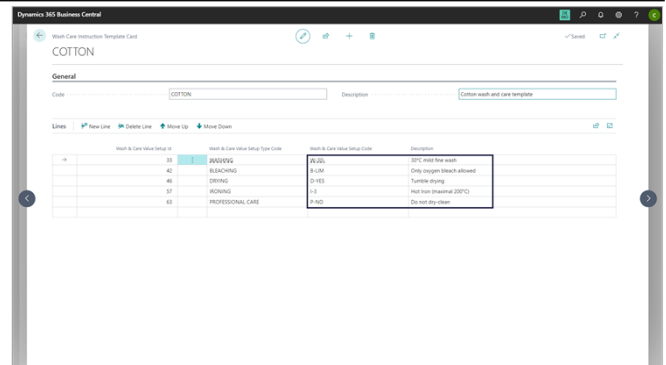 Dynamics 365 Business Central
C
Wash Care Instruction Template Card
Saved
COTTON
General
Code COTTON Description Cotton wash and care template
Lines New Line Delete Line Move Up Move Down
Wash & Care Value Setup Id Wash & Care Value Setup Type Code Wash & Care Value Setup Code Description
33 WASHING 30°C mild fine wash
42 BLEACHING B-LIM Only oxygen bleach allowed
46 DRYING D-YES Tumble drying
57 IRONING I-3 Hot Iron (maximal 200°C)
63 PROFESSIONAL CARE P-NO Do not dry-clean